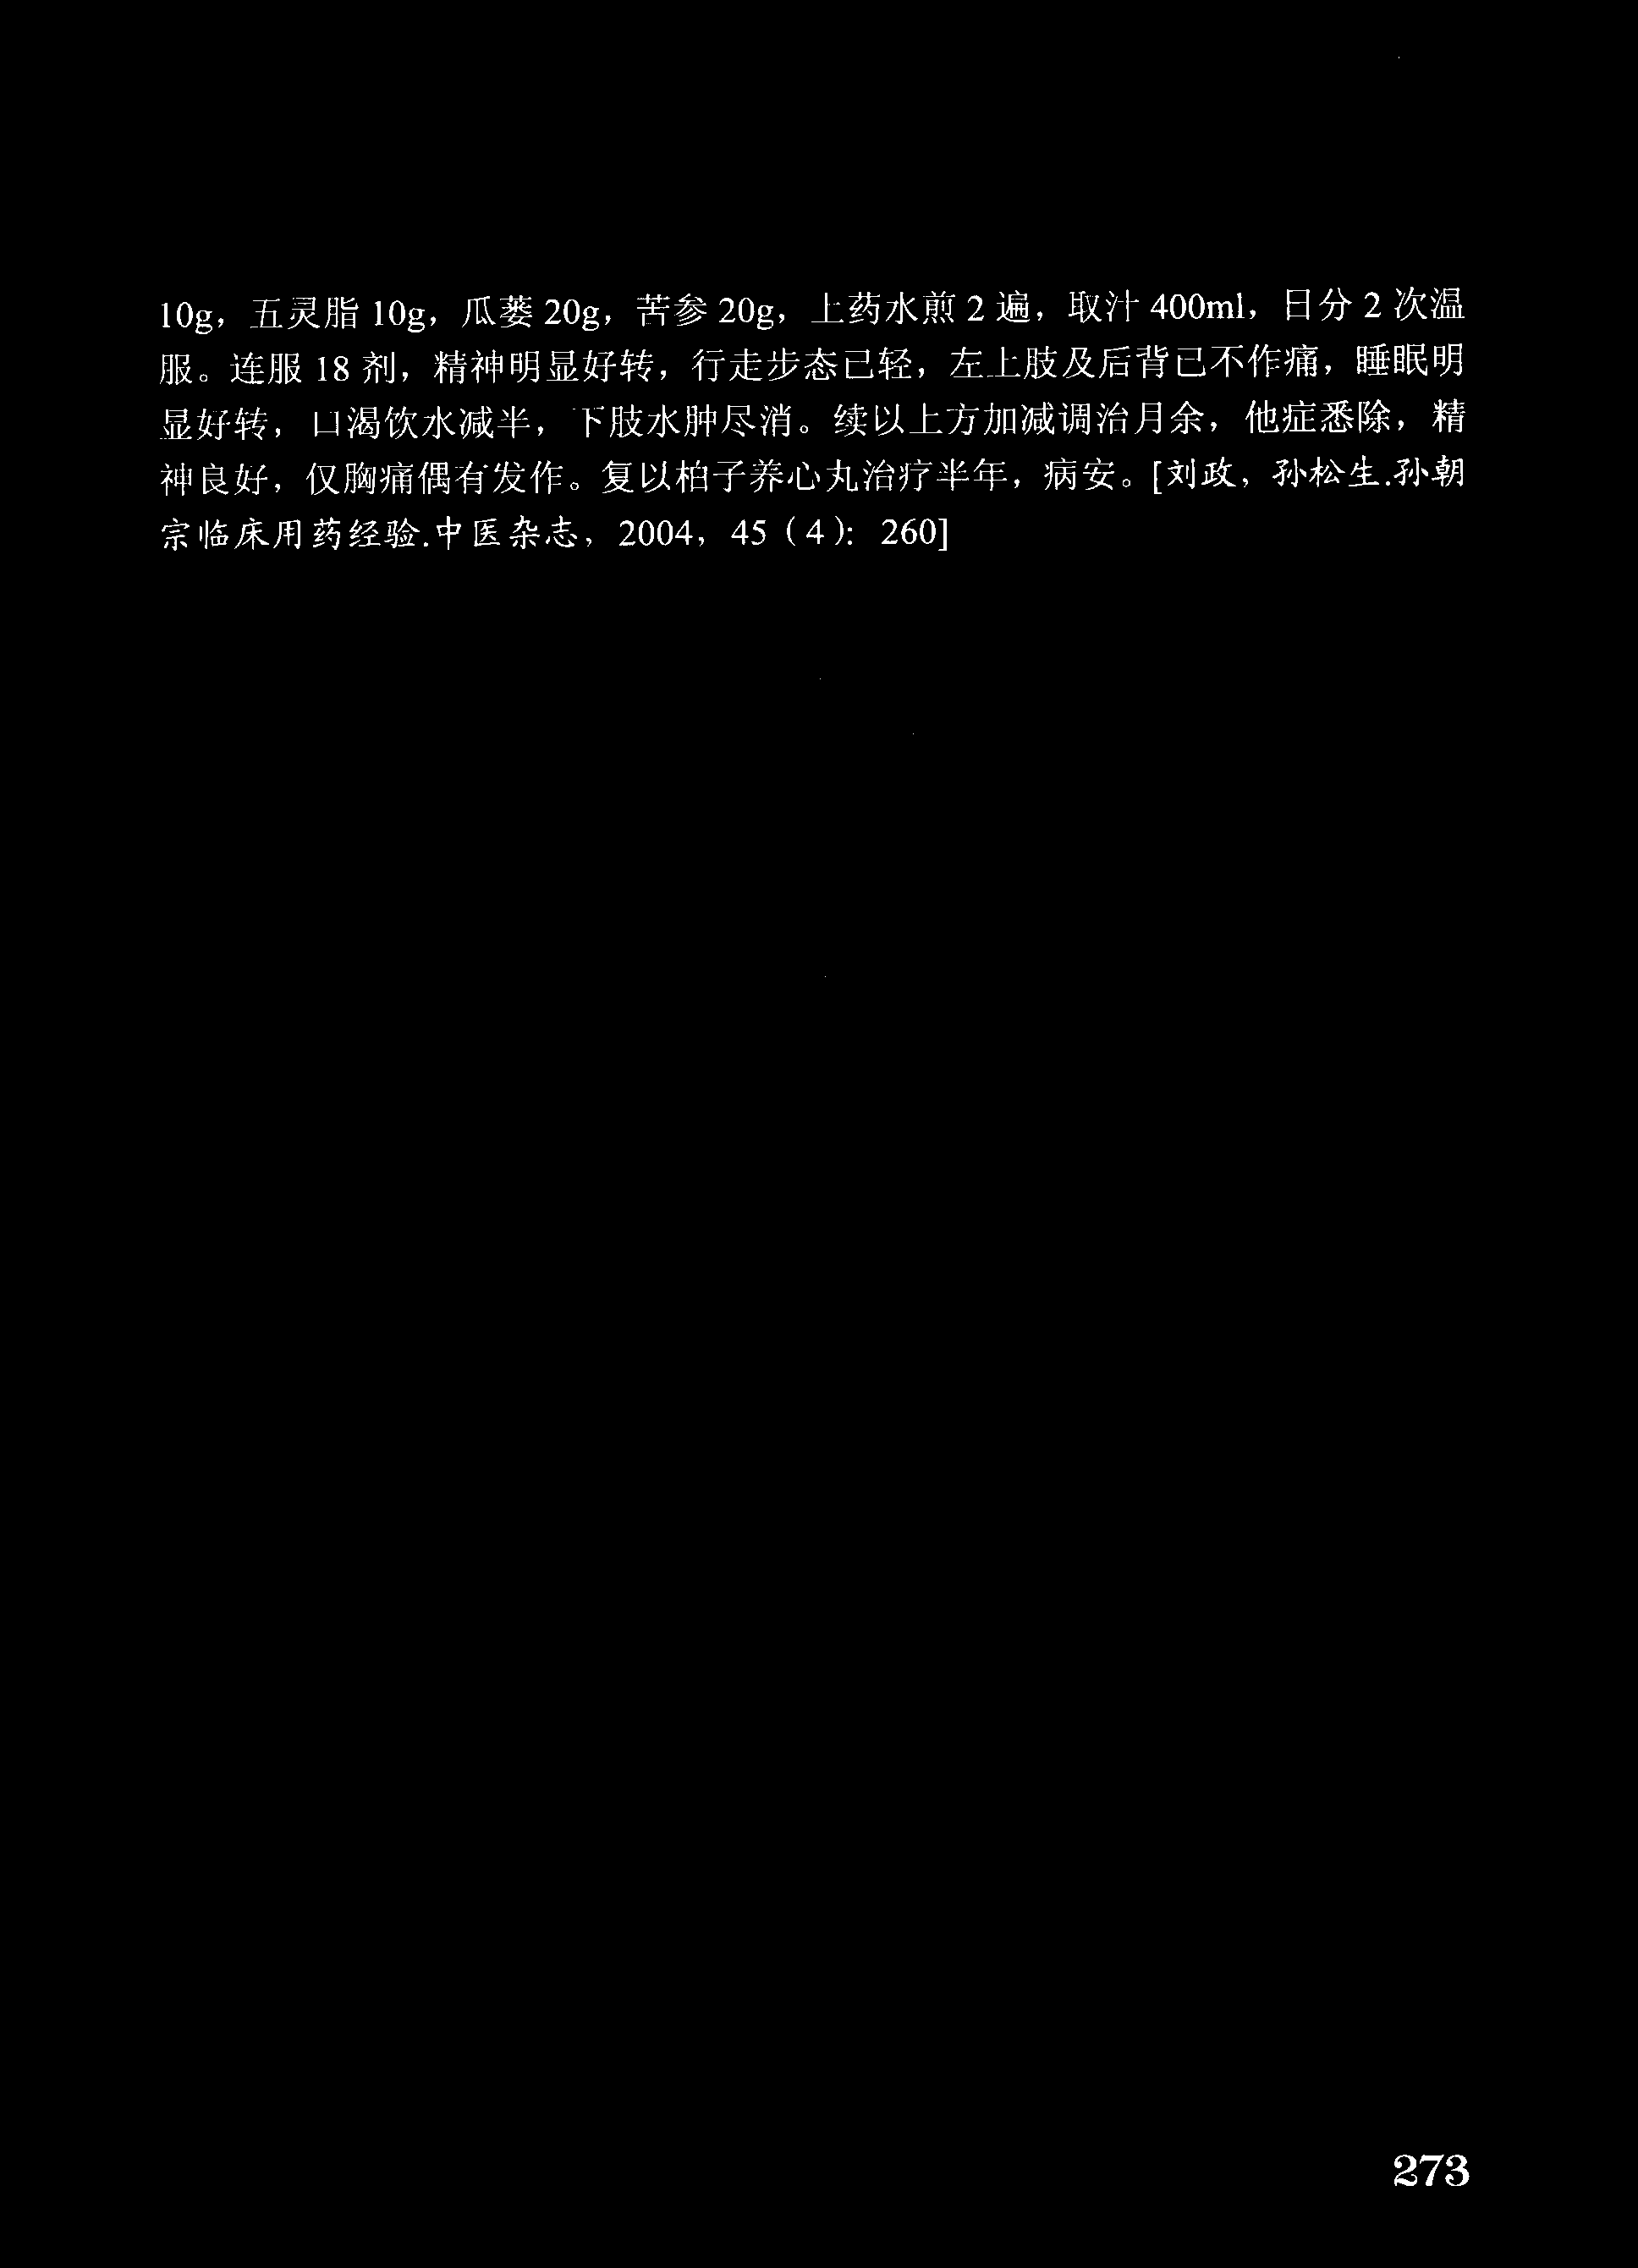 10g，五灵脂 10g，瓜蒌 20g，苦参 20g，上药水煎 2 遍，取汁 400ml，日分 2 次温
服。连服 18 剂，精神明显好转，行走步态已轻，左上肢及后背已不作痛，睡眠明
显好转，口渴饮水减半，下肢水肿尽消。续以上方加减调治月余，他症悉除，精
神良好，仅胸痛偶有发作。复以柏子养心丸治疗半年，病安。[刘政，孙松生.孙朝
宗临床用药经验.中医杂志，2004，45（4）：260]
273